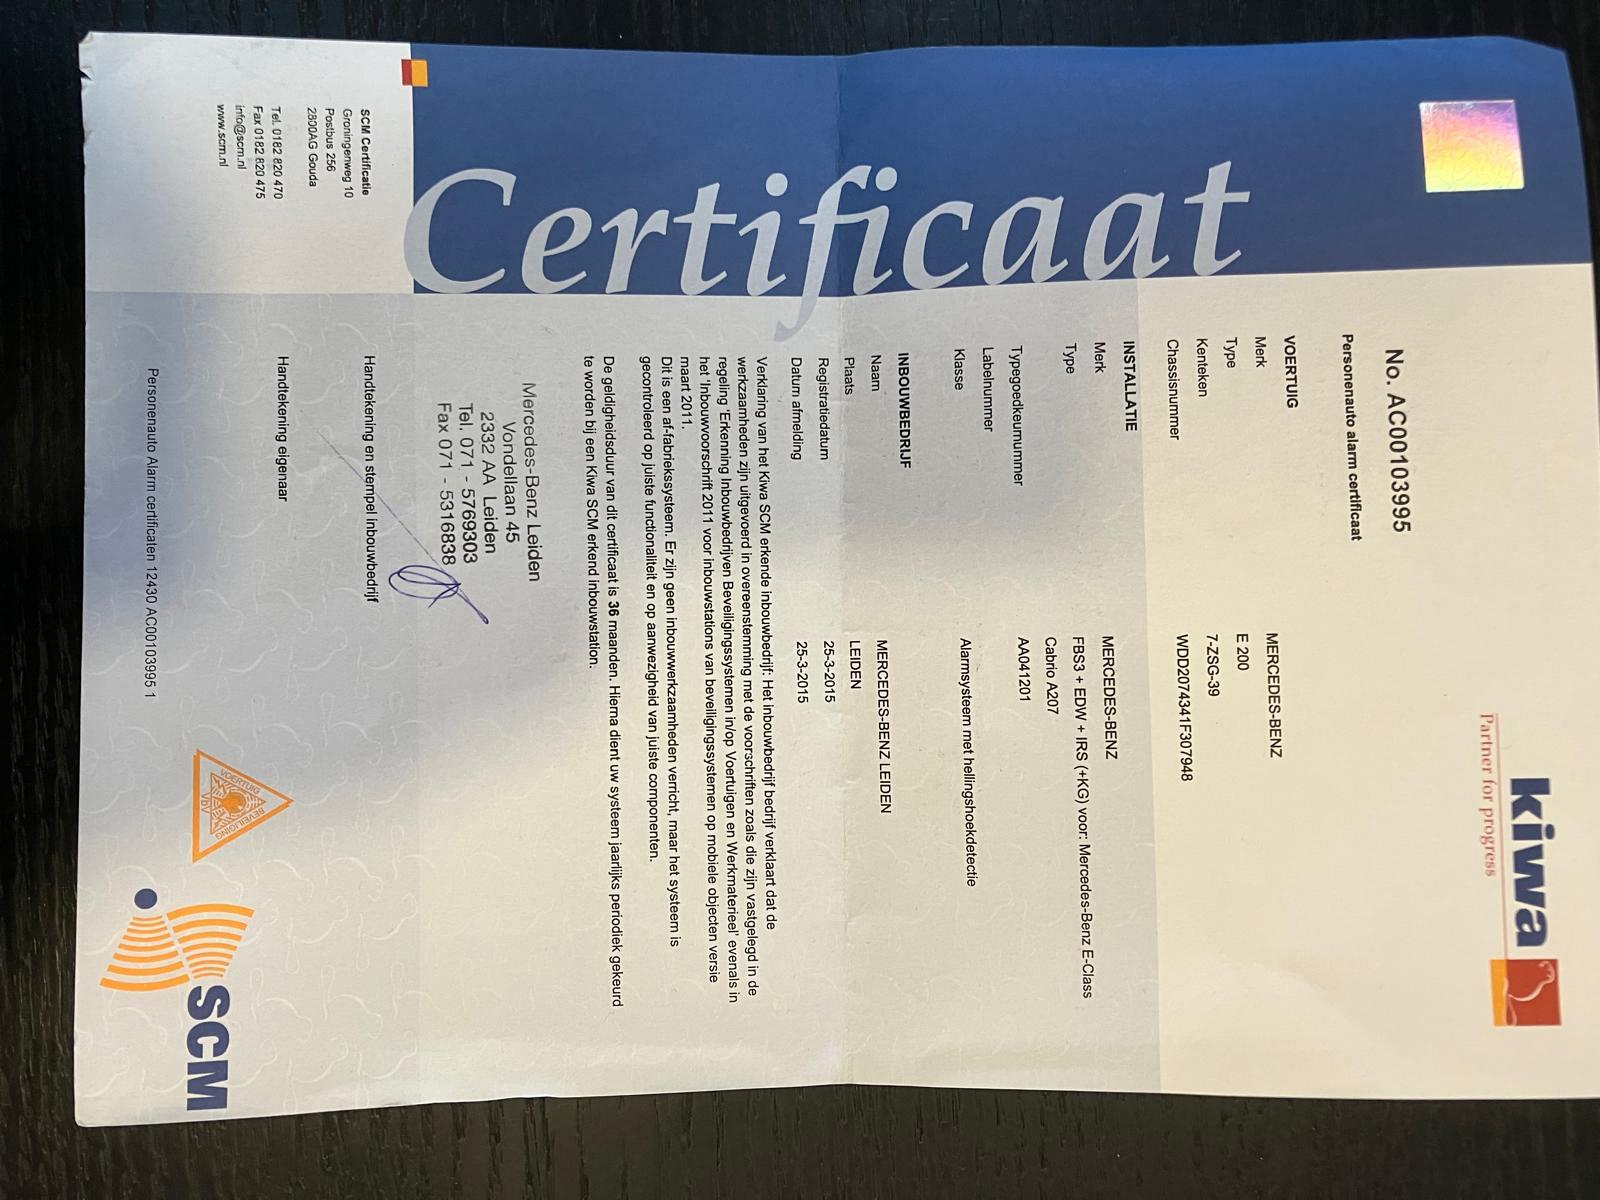 kiwa
Partner for progress
Certificaat
No. AC00103995
Personenauto alarm certificaat
VOERTUIG
Merk MERCEDES-BENZ
Type E 200
Kenteken 7-ZSG-39
Chassisnummer WDD2074341F307948
INSTALLATIE
Merk MERCEDES-BENZ
Type FBS3 + EDW + IRS (+KG) voor: Mercedes-Benz E-Class
Cabrio A207
Typegoedkeurnummer AA041201
Labelnummer
Klasse Alarmsysteem met hellingshoekdetectie
INBOUWBEDRIJF
Naam MERCEDES-BENZ LEIDEN
Plaats LEIDEN
Registratiedatum 25-3-2015
Datum afmelding 25-3-2015
Verklaring van het Kiwa SCM erkende inbouwbedrijf: Het inbouwbedrijf bedrijf verklaart dat de
werkzaamheden zijn uitgevoerd in overeenstemming met de voorschriften zoals die zijn vastgelegd in de
regeling 'Erkenning Inbouwbedrijven Beveiligingssystemen in/op Voertuigen en Werkmaterieel' evenals in
het 'Inbouwvoorschrift 2011 voor inbouwstations van beveiligingssystemen op mobiele objecten versie
maart 2011.
Dit is een af-fabriekssysteem. Er zijn geen inbouwwerkzaamheden verricht, maar het systeem is
gecontroleerd op juiste functionaliteit en op aanwezigheid van juiste componenten.
De geldigheidsduur van dit certificaat is 36 maanden. Hierna dient uw systeem jaarlijks periodiek gekeurd
te worden bij een Kiwa SCM erkend inbouwstation.
Mercedes-Benz Leiden
Vondellaan 45
2332 AA Leiden
Tel. 071 - 5769303
Fax 071 - 5316838
Handtekening en stempel inbouwbedrijf
Handtekening eigenaar
SCM Certificatie
Groningenweg 10
Postbus 256
2800AG Gouda
Tel. 0182 820 470
Fax 0182 820 475
info@scm.nl
www.scm.nl
Personenauto Alarm certificaten 12430 AC00103995 1
VOERTUIG
BEVEILIGING
SCM